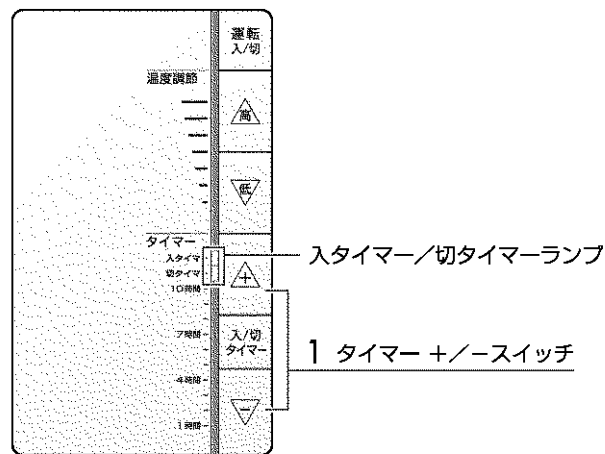 運転
入/切
温度調節
高
低
タイマー
入タイマ
切タイマ
10時間
入タイマー/切タイマーランプ
+
7時間
入/切
タイマー
1 タイマー +/−スイッチ
4時間
−
1時間